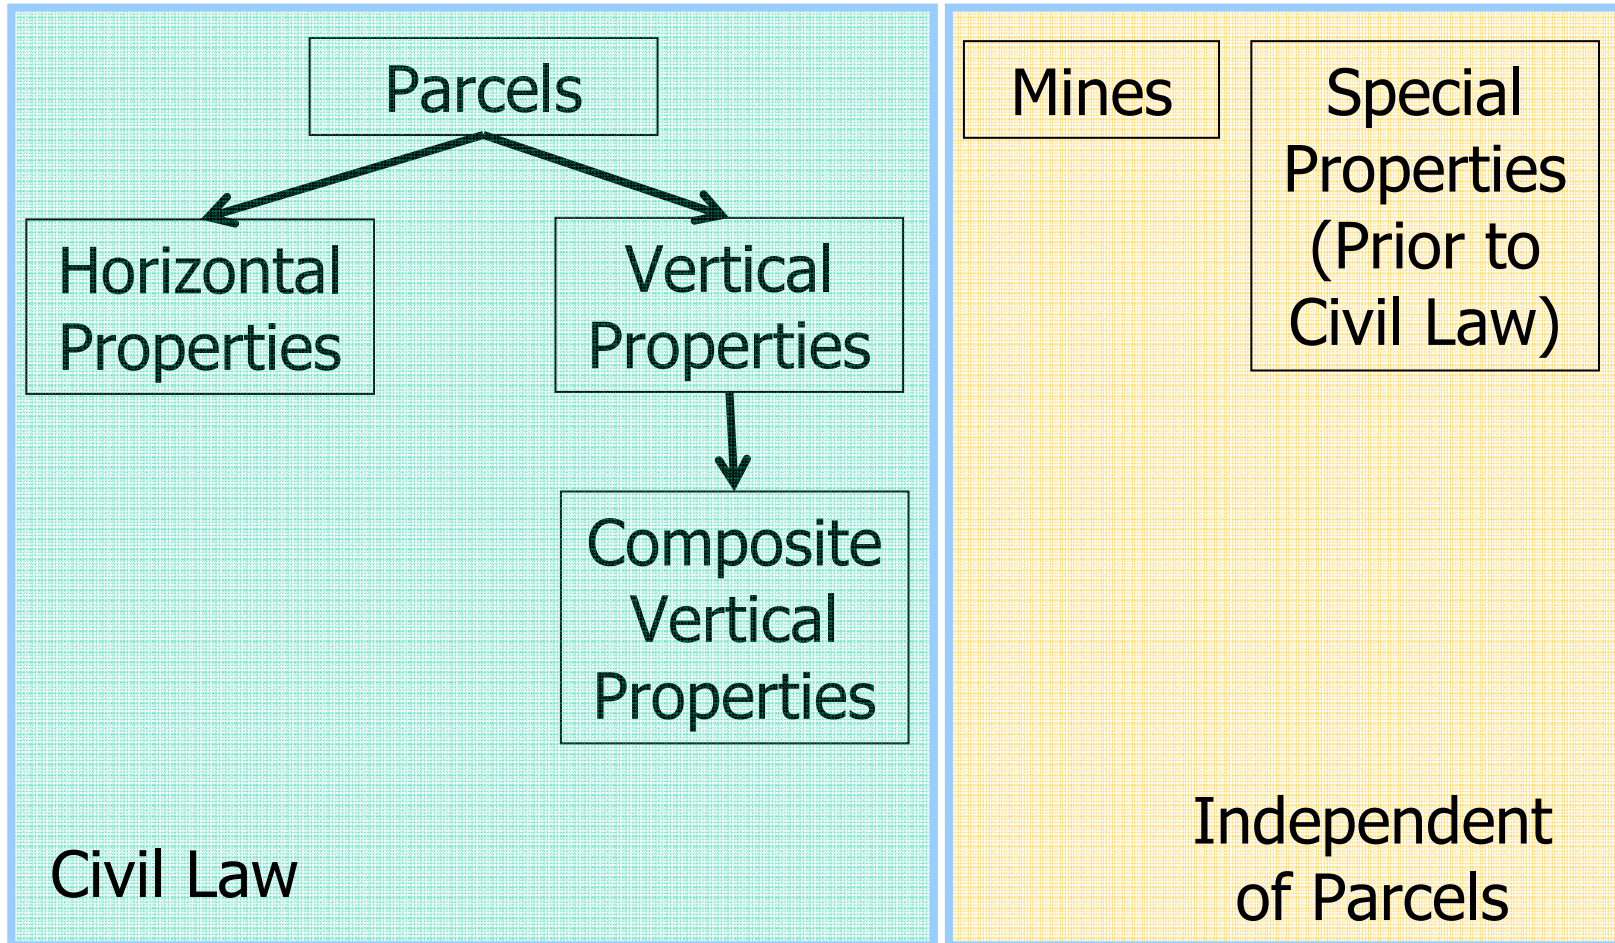 Parcels
Horizontal
Properties
Vertical
Properties
Composite
Vertical
Properties
Civil Law
Mines
Special
Properties
(Prior to
Civil Law)
Independent
of Parcels